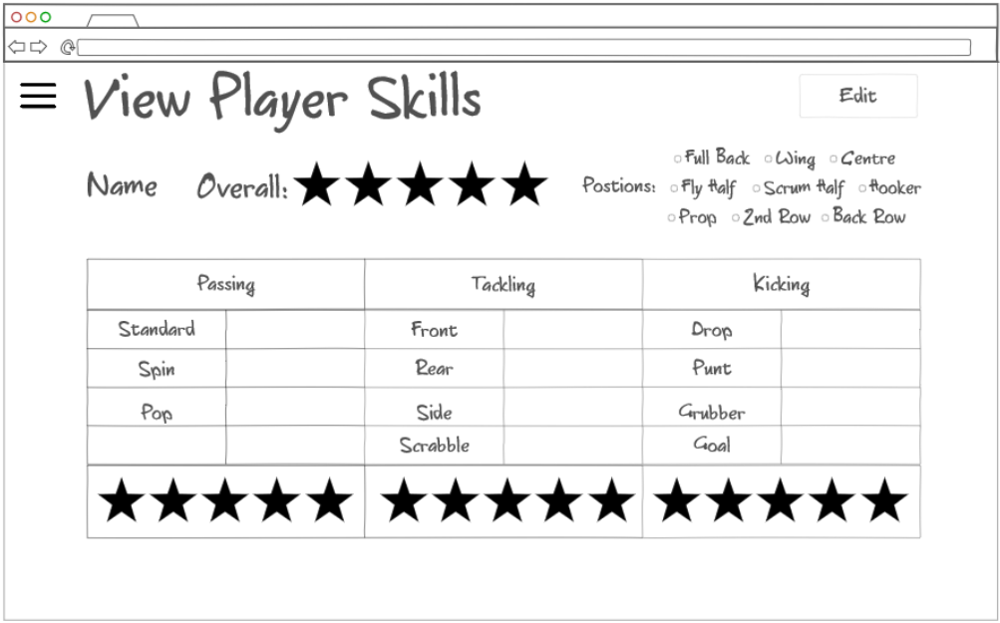 View Player Skills
Edit
Name Overall: Postions:
Full Back Wing Centre
Fly Half Scrum Half Hooker
Prop 2nd Row Back Row
Passing Tackling Kicking
Standard Front Drop
Spin Rear Punt
Pop Side Grubber
Scrabble Goal